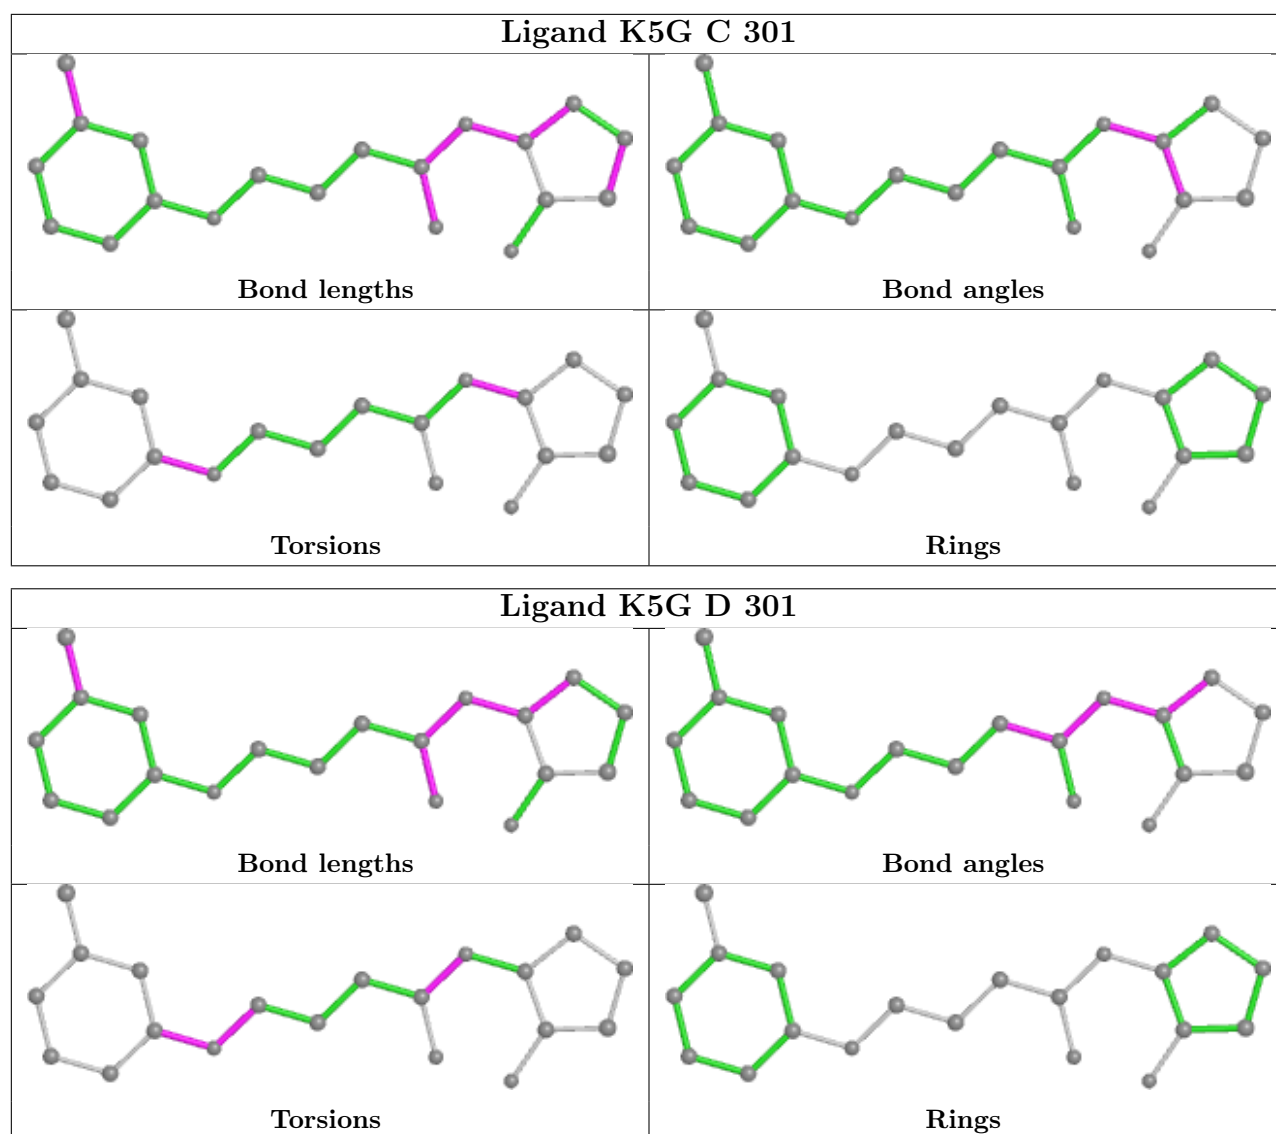 Ligand K5G C 301
Bond lengths
Bond angles
Torsions
Rings
Ligand K5G D 301
Bond lengths
Bond angles
Torsions
Rings